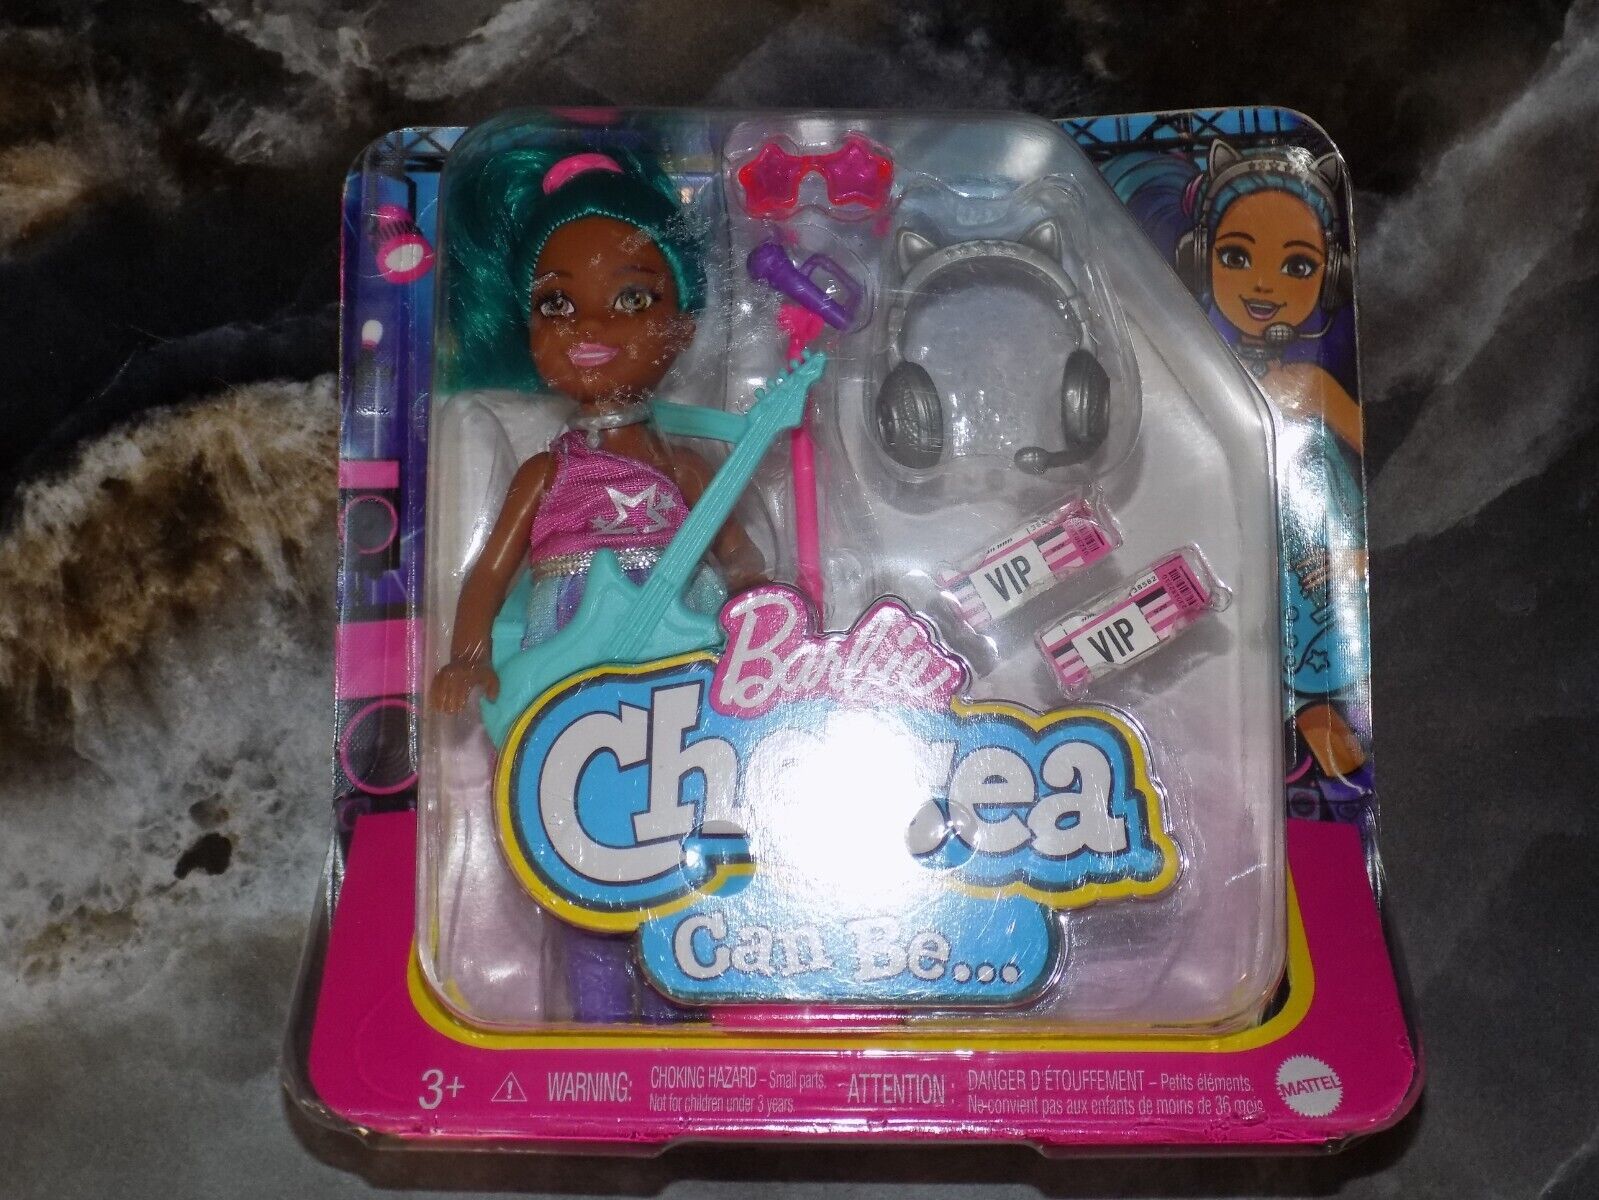 VIP
138582
VIP
Barbie
Chelsea
Can Be...
3+
WARNING: CHOKING HAZARD – Small parts.
Not for children under 3 years.
ATTENTION : DANGER D'ÉTOUFFEMENT – Petits éléments.
Ne convient pas aux enfants de moins de 36 mois.
MATTEL